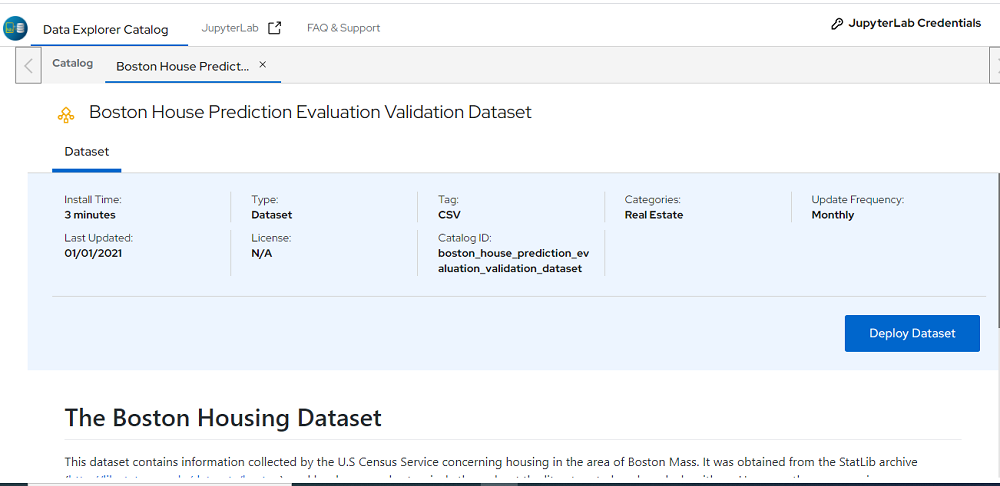 Data Explorer Catalog
JupyterLab
FAQ & Support
JupyterLab Credentials
Catalog
Boston House Predict...
Boston House Prediction Evaluation Validation Dataset
Dataset
Install Time:
3 minutes
Type:
Dataset
Tag:
CSV
Categories:
Real Estate
Update Frequency:
Monthly
Last Updated:
01/01/2021
License:
N/A
Catalog ID:
boston_house_prediction_ev
aluation_validation_dataset
Deploy Dataset
The Boston Housing Dataset
This dataset contains information collected by the U.S Census Service concerning housing in the area of Boston Mass. It was obtained from the StatLib archive